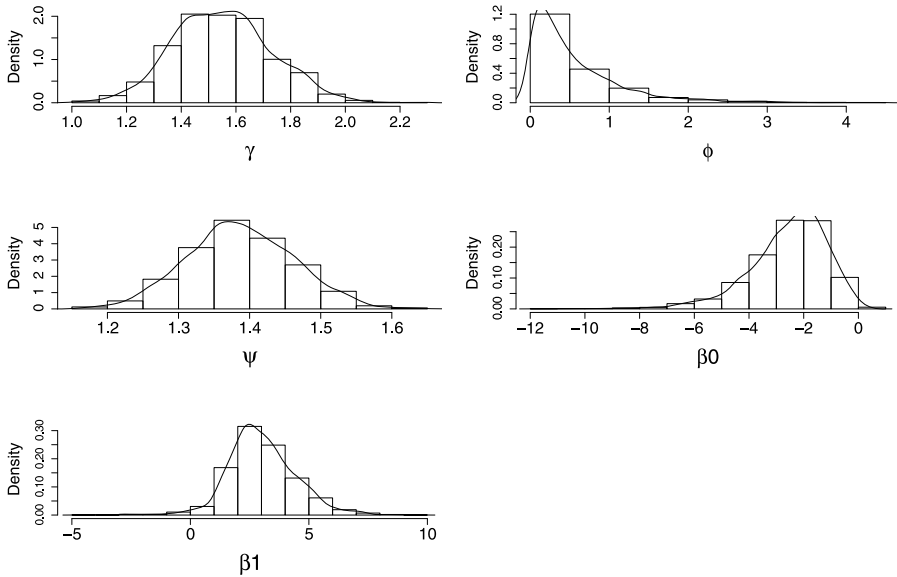 Density
0.0 1.0 2.0
1.0 1.2 1.4 1.6 1.8 2.0 2.2
γ
Density
0.0 0.4 0.8 1.2
0 1 2 3 4
ϕ
Density
0 1 2 3 4 5
1.2 1.3 1.4 1.5 1.6
ψ
Density
0.00 0.10 0.20
−12 −10 −8 −6 −4 −2 0
β0
Density
0.00 0.10 0.20 0.30
−5 0 5 10
β1